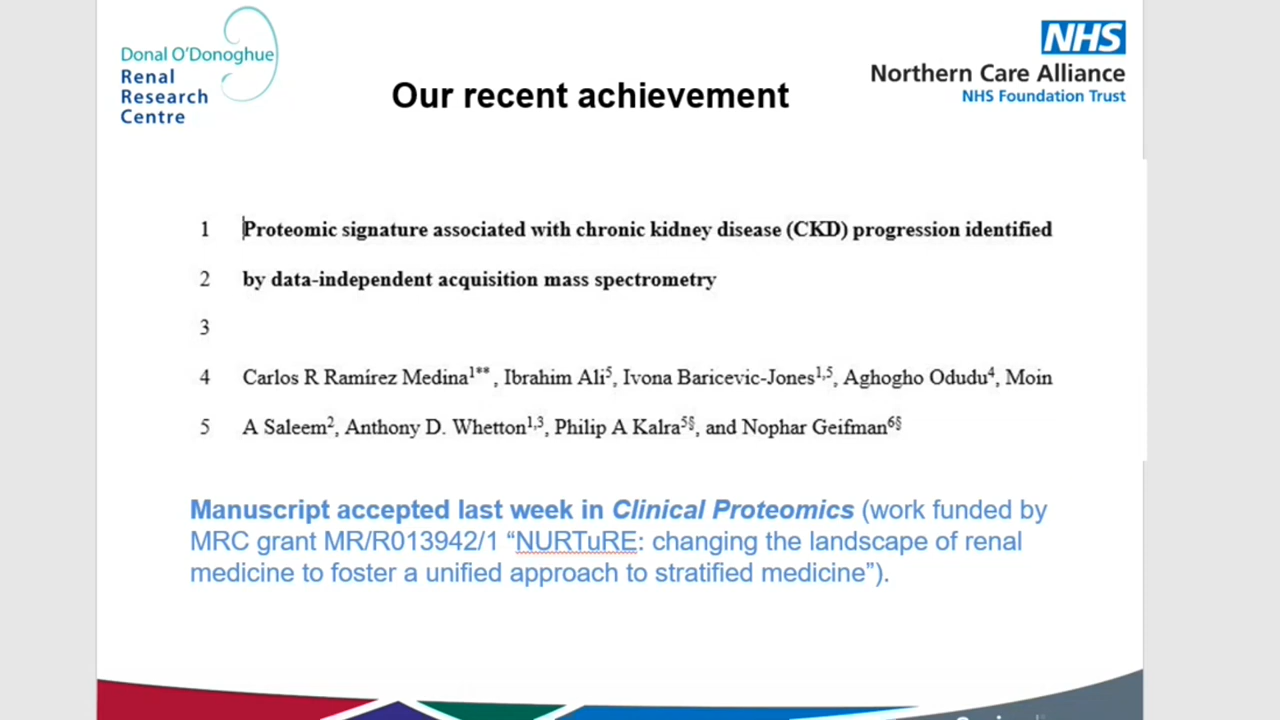 Donal O'Donoghue
Renal
Research
Centre
NHS
Northern Care Alliance
NHS Foundation Trust
Our recent achievement
1 Proteomic signature associated with chronic kidney disease (CKD) progression identified
2 by data-independent acquisition mass spectrometry
3
4 Carlos R Ramírez Medina¹**, Ibrahim Ali⁵, Ivona Baricevic-Jones¹,⁵, Aghogho Odudu⁴, Moin
5 A Saleem², Anthony D. Whetton¹,³, Philip A Kalra⁵§, and Nophar Geifman⁶§
Manuscript accepted last week in Clinical Proteomics (work funded by
MRC grant MR/R013942/1 “NURTuRE: changing the landscape of renal
medicine to foster a unified approach to stratified medicine”).